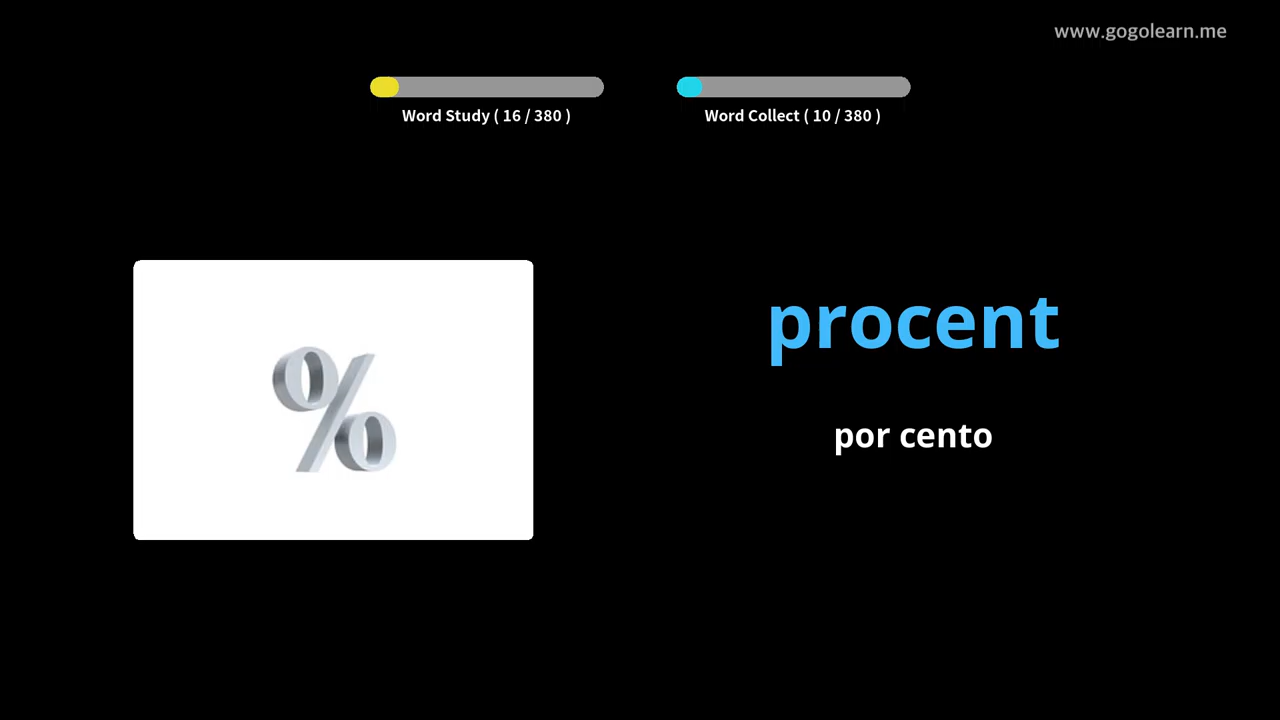 www.gogolearn.me
Word Study ( 16 / 380 )
Word Collect ( 10 / 380 )
%
procent
por cento